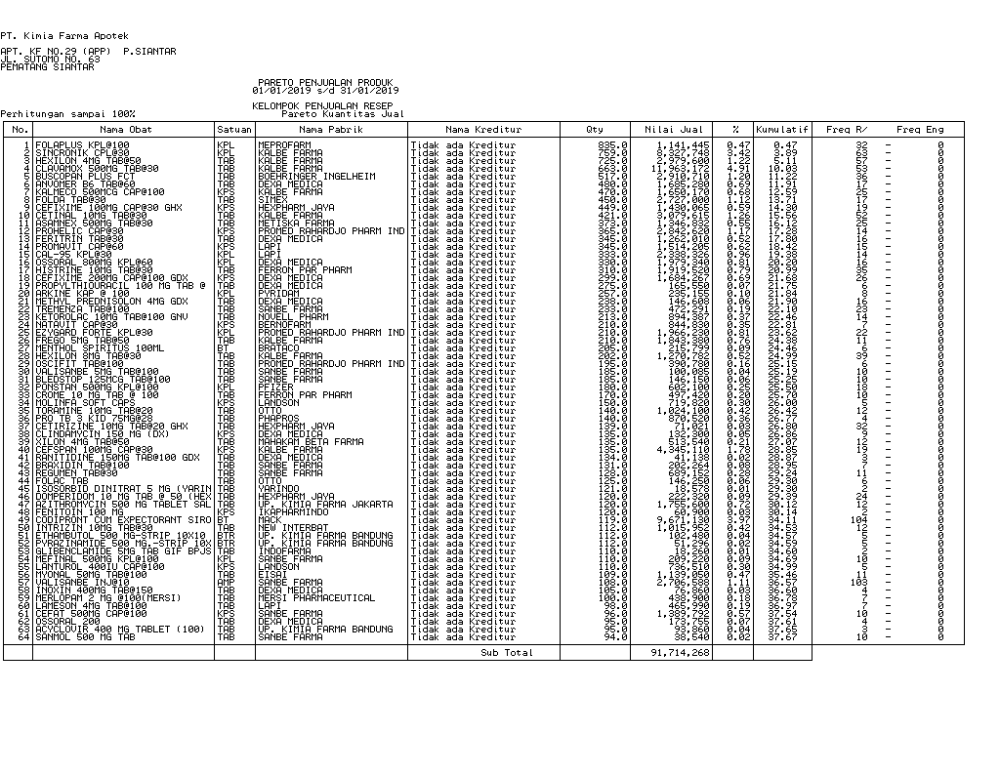 PT. Kimia Farma Apotek
APT. KF NO.29 (APP)  P.SIANTAR
JL. SUTOMO NO. 63
PEMATANG SIANTAR
PARETO PENJUALAN PRODUK
01/01/2019 s/d 31/01/2019
KELOMPOK PENJUALAN RESEP
Perhitungan sampai 100% Pareto Kuantitas Jual
No. Nama Obat Satuan Nama Pabrik Nama Kreditur Qty Nilai Jual % Kumulatif Freq R/ Freq Eng
1 FOLAPLUS KPL@100 KPL MEPROFARM Tidak ada Kreditur 835.0 1,141,445 0.47 0.47 32 - 0
2 SINCRONIK CPL@30 KPL KALBE FARMA Tidak ada Kreditur 759.0 8,327,748 3.42 3.89 63 - 0
3 HEXILON 4MG TAB@50 TAB KALBE FARMA Tidak ada Kreditur 725.0 2,979,600 1.22 5.11 57 - 0
4 CLAVAMOX 500MG TAB@30 TAB KALBE FARMA Tidak ada Kreditur 663.0 11,963,172 4.91 10.03 53 - 0
5 BUSCOPAN PLUS FCT TAB BOEHRINGER INGELHEIM Tidak ada Kreditur 517.0 2,910,710 1.20 11.22 36 - 0
6 ANVOMER B6 TAB@60 TAB DEXA MEDICA Tidak ada Kreditur 480.0 1,685,280 0.69 11.91 17 - 0
7 KALMECO 500MCG CAP@100 KPS KALBE FARMA Tidak ada Kreditur 470.0 1,650,170 0.68 12.59 25 - 0
8 FOLDA TAB@30 TAB SIMEX Tidak ada Kreditur 450.0 2,727,000 1.12 13.71 17 - 0
9 CEFIXIME 100MG CAP@30 GHX KPS HEXPHARM JAYA Tidak ada Kreditur 449.0 1,430,065 0.59 14.30 19 - 0
10 CETINAL 10MG TAB@30 TAB KALBE FARMA Tidak ada Kreditur 421.0 3,079,615 1.26 15.56 52 - 0
11 ASAMNEX 500MG TAB@30 TAB METISKA FARMA Tidak ada Kreditur 373.0 1,346,832 0.55 16.12 25 - 0
12 PROHELIC CAP@30 KPS PROMED RAHARDJO PHARM IND Tidak ada Kreditur 365.0 2,842,620 1.17 17.28 14 - 0
13 FERITRIN TAB@30 TAB DEXA MEDICA Tidak ada Kreditur 345.0 1,262,010 0.52 17.80 16 - 0
14 PROMAVIT CAP@60 KPS LAPI Tidak ada Kreditur 345.0 1,514,205 0.62 18.42 15 - 0
15 CAL-95 KPL@30 KPL LAPI Tidak ada Kreditur 333.0 2,338,326 0.96 19.38 14 - 0
16 OSSORAL 800MG KPL@60 KPL DEXA MEDICA Tidak ada Kreditur 330.0 1,979,340 0.81 20.20 16 - 0
17 HISTRINE 10MG TAB@30 TAB FERRON PAR PHARM Tidak ada Kreditur 310.0 1,919,520 0.79 20.99 35 - 0
18 CEFIXIME 200MG CAP@100 GDX KPS DEXA MEDICA Tidak ada Kreditur 299.0 1,684,267 0.69 21.68 26 - 0
19 PROPYLTHIOURACIL 100 MG TAB @ TAB DEXA MEDICA Tidak ada Kreditur 275.0 165,550 0.07 21.75 6 - 0
20 ARKINE KAP @ 100 KPL PYRIDAM Tidak ada Kreditur 257.0 235,155 0.10 21.84 8 - 0
21 METHYL PREDNISOLON 4MG GDX TAB DEXA MEDICA Tidak ada Kreditur 238.0 146,608 0.06 21.90 16 - 0
22 TREMENZA TAB@100 TAB SANBE FARMA Tidak ada Kreditur 233.0 472,291 0.19 22.10 23 - 0
23 KETOROLAC 10MG TAB@100 GNV TAB NOVELL PHARM Tidak ada Kreditur 213.0 894,387 0.37 22.46 14 - 0
24 NATAVIT CAP@30 KPS BERNOFARM Tidak ada Kreditur 210.0 844,830 0.35 22.81 7 - 0
25 EZYGARD FORTE KPL@30 KPL PROMED RAHARDJO PHARM IND Tidak ada Kreditur 210.0 1,966,230 0.81 23.62 22 - 0
26 FREGO 5MG TAB@50 TAB KALBE FARMA Tidak ada Kreditur 210.0 1,843,380 0.76 24.38 11 - 0
27 MENTHOL SPIRITUS 100ML BT BRATACO Tidak ada Kreditur 205.0 215,799 0.09 24.46 6 - 0
28 HEXILON 8MG TAB@30 TAB KALBE FARMA Tidak ada Kreditur 202.0 1,270,782 0.52 24.99 39 - 0
29 OSCIFIT TAB@100 TAB PROMED RAHARDJO PHARM IND Tidak ada Kreditur 195.0 390,780 0.16 25.15 6 - 0
30 VALISANBE 5MG TAB@100 TAB SANBE FARMA Tidak ada Kreditur 185.0 100,085 0.04 25.19 10 - 0
31 BLEDSTOP 125MCG TAB@100 TAB SANBE FARMA Tidak ada Kreditur 185.0 146,150 0.06 25.25 10 - 0
32 PONSTAN 500MG KPL@100 KPL PFIZER Tidak ada Kreditur 180.0 602,100 0.25 25.50 18 - 0
33 CROME 10 MG TAB @ 100 TAB FERRON PAR PHARM Tidak ada Kreditur 170.0 497,420 0.20 25.70 10 - 0
34 MOLINFA SOFT CAPS KPS LANDSON Tidak ada Kreditur 150.0 719,820 0.30 26.00 5 - 0
35 TORAMINE 10MG TAB@20 TAB OTTO Tidak ada Kreditur 140.0 1,024,100 0.42 26.42 12 - 0
36 PRO TB 3 KID 75MG@28 TAB PHAPROS Tidak ada Kreditur 140.0 870,520 0.36 26.77 4 - 0
37 CETIRIZINE 10MG TAB@20 GHX TAB HEXPHARM JAYA Tidak ada Kreditur 139.0 71,021 0.03 26.80 32 - 0
38 CLINDAMYCIN 150 MG (DX) KPS DEXA MEDICA Tidak ada Kreditur 135.0 132,300 0.05 26.86 9 - 0
39 XILON 4MG TAB@50 TAB MAHAKAM BETA FARMA Tidak ada Kreditur 135.0 513,540 0.21 27.07 12 - 0
40 CEFSPAN 100MG CAP@30 KPS KALBE FARMA Tidak ada Kreditur 135.0 4,345,110 1.78 28.85 19 - 0
41 RANITIDINE 150MG TAB@100 GDX TAB DEXA MEDICA Tidak ada Kreditur 134.0 41,138 0.02 28.87 3 - 0
42 BRAXIDIN TAB@100 TAB SANBE FARMA Tidak ada Kreditur 131.0 202,264 0.08 28.95 7 - 0
43 REGUMEN TAB@30 TAB SANBE FARMA Tidak ada Kreditur 128.0 689,152 0.28 29.24 11 - 0
44 FOLAC TAB TAB OTTO Tidak ada Kreditur 125.0 146,250 0.06 29.30 6 - 0
45 ISOSORBID DINITRAT 5 MG (YARIN TAB YARINDO Tidak ada Kreditur 121.0 18,578 0.01 29.30 2 - 0
46 DOMPERIDOM 10 MG TAB @ 50 (HEX TAB HEXPHARM JAYA Tidak ada Kreditur 120.0 222,320 0.09 29.39 24 - 0
47 AZITHROMYCIN 500 MG TABLET SAL TAB UP. KIMIA FARMA JAKARTA Tidak ada Kreditur 120.0 1,755,600 0.72 30.12 12 - 0
48 FENITOIN 100 MG KPS IKAPHARMINDO Tidak ada Kreditur 120.0 60,900 0.03 30.14 2 - 0
49 CODIPRONT CUM EXPECTORANT SIRO BT MACK Tidak ada Kreditur 119.0 9,671,130 3.97 34.11 104 - 0
50 INTRIZIN 10MG TAB@30 TAB NEW INTERBAT Tidak ada Kreditur 112.0 1,015,952 0.42 34.53 12 - 0
51 ETHAMBUTOL 500 MG-STRIP 10X10 BTR UP. KIMIA FARMA BANDUNG Tidak ada Kreditur 112.0 102,480 0.04 34.57 5 - 0
52 PYRAZINAMIDE 500 MG.-STRIP 10X BTR UP. KIMIA FARMA BANDUNG Tidak ada Kreditur 112.0 51,296 0.02 34.59 5 - 0
53 GLIBENCLAMIDE 5MG TAB GIF BPJS TAB INDOFARMA Tidak ada Kreditur 110.0 18,260 0.01 34.60 2 - 0
54 MEFINAL 500MG KPL@100 KPL SANBE FARMA Tidak ada Kreditur 110.0 209,220 0.09 34.69 10 - 0
55 LANTUROL 400IU CAP@100 KPS LANDSON Tidak ada Kreditur 110.0 736,510 0.30 34.99 5 - 0
56 MYONAL 50MG TAB@100 TAB EISAI Tidak ada Kreditur 109.0 1,139,050 0.47 35.46 11 - 0
57 VALISANBE INJ@10 AMP SANBE FARMA Tidak ada Kreditur 108.0 2,706,588 1.11 36.57 103 - 0
58 INOXIN 400MG TAB@150 TAB DEXA MEDICA Tidak ada Kreditur 105.0 76,860 0.03 36.60 4 - 0
59 MERLOPAM 2 MG @100(MERSI) TAB MERSI PHARMACEUTICAL Tidak ada Kreditur 100.0 438,900 0.18 36.78 7 - 0
60 LAMESON 4MG TAB@100 TAB LAPI Tidak ada Kreditur 98.0 465,990 0.19 36.97 7 - 0
61 CEFAT 500MG CAP@100 KPS SANBE FARMA Tidak ada Kreditur 96.0 1,389,792 0.57 37.54 10 - 0
62 OSSORAL 200 TAB DEXA MEDICA Tidak ada Kreditur 95.0 173,755 0.07 37.61 4 - 0
63 ACYCLOVIR 400 MG TABLET (100) TAB UP. KIMIA FARMA BANDUNG Tidak ada Kreditur 95.0 93,860 0.04 37.65 3 - 0
64 SANMOL 500 MG TAB TAB SANBE FARMA Tidak ada Kreditur 94.0 38,540 0.02 37.67 10 - 0
Sub Total 91,714,268